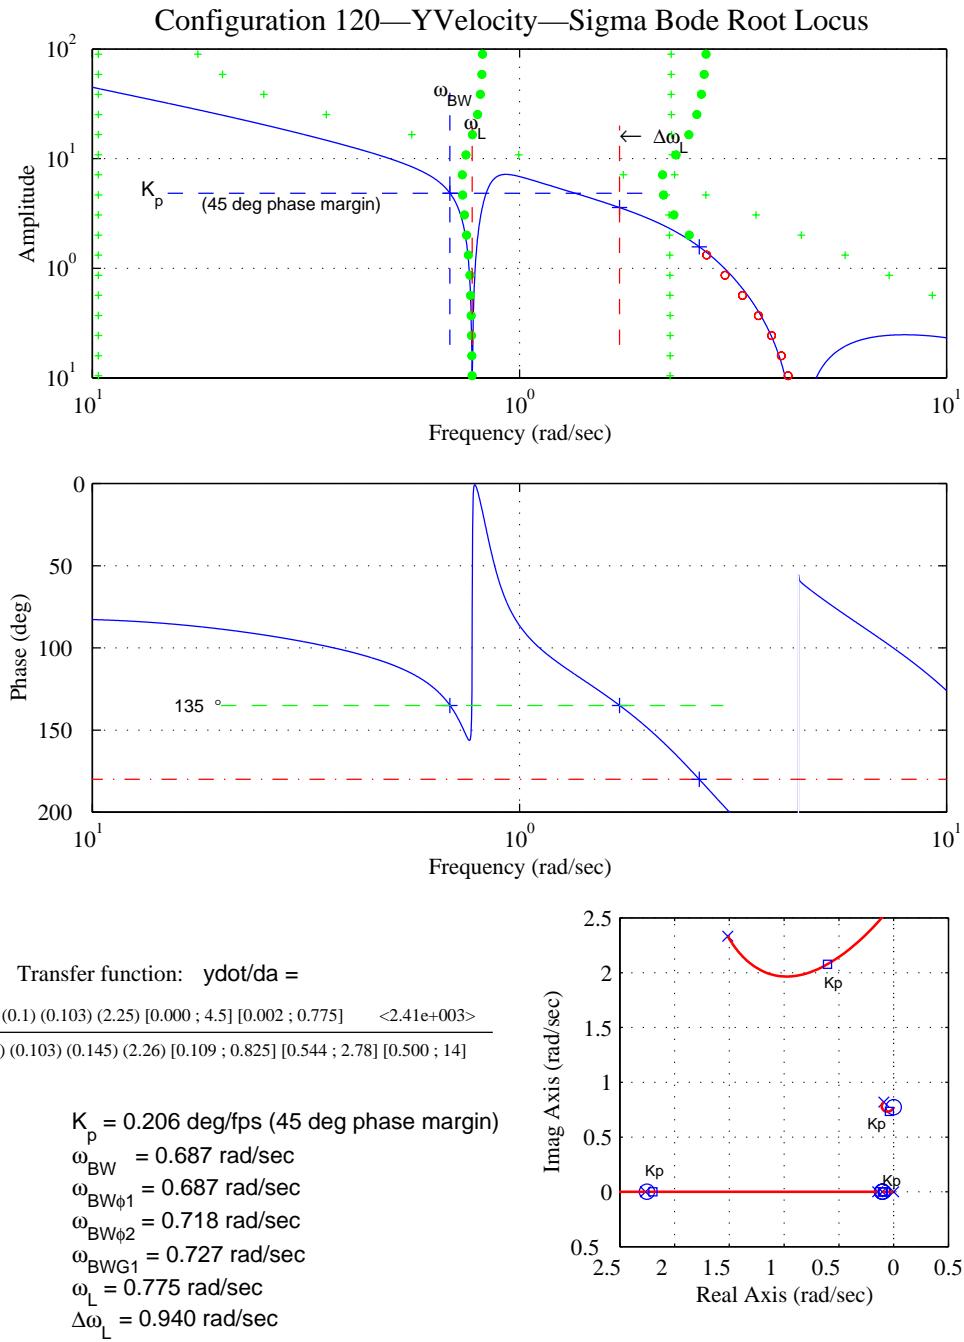 Configuration 120—YVelocity—Sigma Bode Root Locus
10^2
10^1
10^0
10^1
Amplitude
ω_BW
ω_L
← Δω_L
K_p
(45 deg phase margin)
10^1 10^0 10^1
Frequency (rad/sec)
0
50
100
150
200
Phase (deg)
135 °
10^1 10^0 10^1
Frequency (rad/sec)
Transfer function: ydot/da =
(0.1) (0.103) (2.25) [0.000 ; 4.5] [0.002 ; 0.775] <2.41e+003>
) (0.103) (0.145) (2.26) [0.109 ; 0.825] [0.544 ; 2.78] [0.500 ; 14]
K_p = 0.206 deg/fps (45 deg phase margin)
ω_BW = 0.687 rad/sec
ω_BWφ1 = 0.687 rad/sec
ω_BWφ2 = 0.718 rad/sec
ω_BWG1 = 0.727 rad/sec
ω_L = 0.775 rad/sec
Δω_L = 0.940 rad/sec
2.5
2
1.5
1
0.5
0
0.5
Imag Axis (rad/sec)
Kp
Kp
Kp
Kp
2.5 2 1.5 1 0.5 0 0.5
Real Axis (rad/sec)